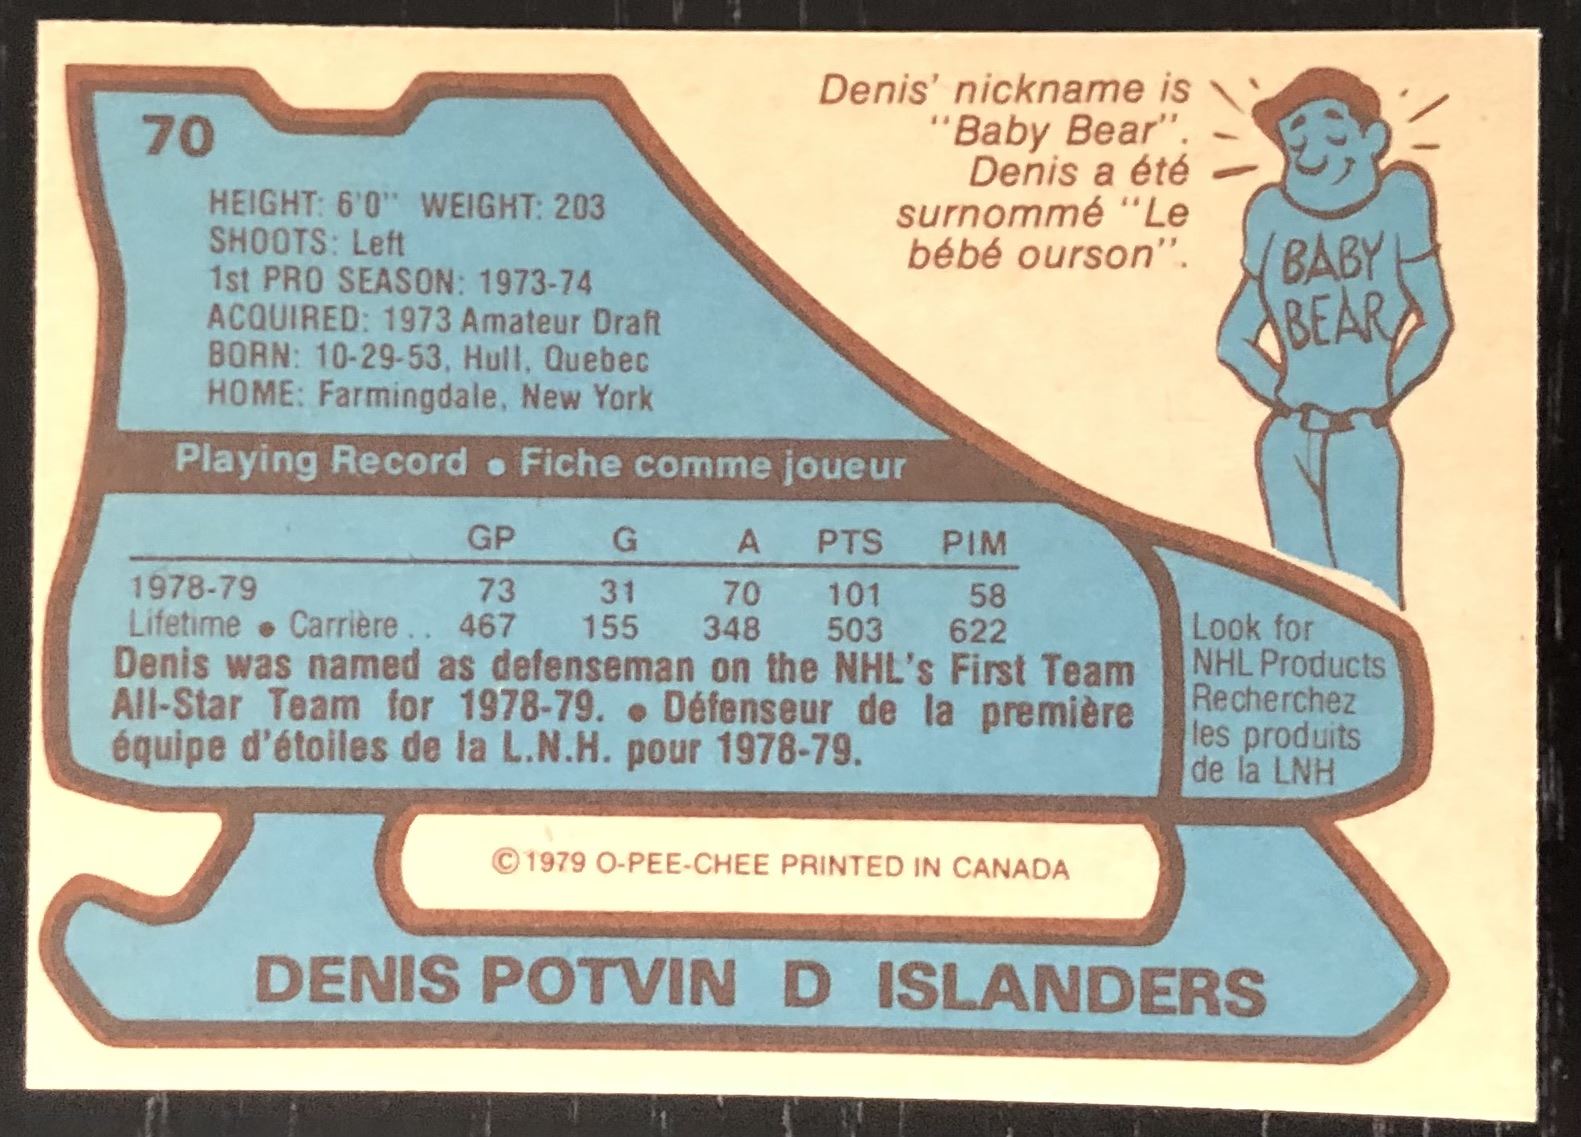 70
Denis' nickname is
"Baby Bear".
Denis a été
surnommé "Le
bébé ourson".
BABY
BEAR
HEIGHT: 6'0" WEIGHT: 203
SHOOTS: Left
1st PRO SEASON: 1973-74
ACQUIRED: 1973 Amateur Draft
BORN: 10-29-53, Hull, Quebec
HOME: Farmingdale, New York
Playing Record • Fiche comme joueur
GP G A PTS PIM
1978-79 73 31 70 101 58
Lifetime • Carrière .. 467 155 348 503 622
Denis was named as defenseman on the NHL's First Team
All-Star Team for 1978-79. • Défenseur de la première
équipe d'étoiles de la L.N.H. pour 1978-79.
Look for
NHL Products
Recherchez
les produits
de la LNH
©1979 O-PEE-CHEE PRINTED IN CANADA
DENIS POTVIN D ISLANDERS